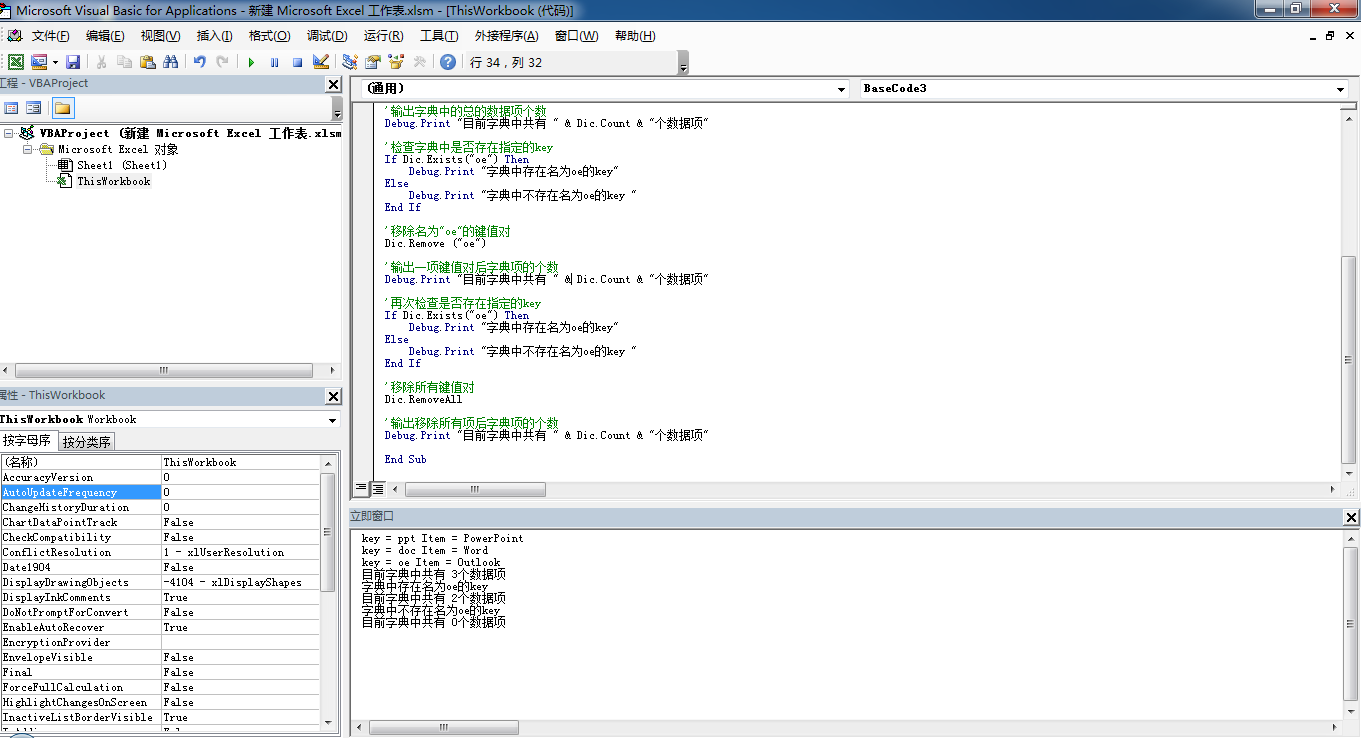 Microsoft Visual Basic for Applications - 新建 Microsoft Excel 工作表.xlsm - [ThisWorkbook (代码)]
文件(F) 编辑(E) 视图(V) 插入(I) 格式(O) 调试(D) 运行(R) 工具(T) 外接程序(A) 窗口(W) 帮助(H)
行 34，列 32
工程 - VBAProject
VBAProject (新建 Microsoft Excel 工作表.xlsm
Microsoft Excel 对象
Sheet1 (Sheet1)
ThisWorkbook
属性 - ThisWorkbook
ThisWorkbook Workbook
按字母序 按分类序
(名称) ThisWorkbook
AccuracyVersion 0
AutoUpdateFrequency 0
ChangeHistoryDuration 0
ChartDataPointTrack False
CheckCompatibility False
ConflictResolution 1 - xlUserResolution
Date1904 False
DisplayDrawingObjects -4104 - xlDisplayShapes
DisplayInkComments True
DoNotPromptForConvert False
EnableAutoRecover True
EncryptionProvider
EnvelopeVisible False
Final False
ForceFullCalculation False
HighlightChangesOnScreen False
InactiveListBorderVisible True
(通用) BaseCode3
'输出字典中的总的数据项个数
Debug.Print "目前字典中共有 " & Dic.Count & "个数据项"
'检查字典中是否存在指定的key
If Dic.Exists("oe") Then
Debug.Print "字典中存在名为oe的key"
Else
Debug.Print "字典中不存在名为oe的key "
End If
'移除名为"oe"的键值对
Dic.Remove ("oe")
'输出一项键值对后字典项的个数
Debug.Print "目前字典中共有 " & Dic.Count & "个数据项"
'再次检查是否存在指定的key
If Dic.Exists("oe") Then
Debug.Print "字典中存在名为oe的key"
Else
Debug.Print "字典中不存在名为oe的key "
End If
'移除所有键值对
Dic.RemoveAll
'输出移除所有项后字典项的个数
Debug.Print "目前字典中共有 " & Dic.Count & "个数据项"
End Sub
立即窗口
key = ppt Item = PowerPoint
key = doc Item = Word
key = oe Item = Outlook
目前字典中共有 3个数据项
字典中存在名为oe的key
目前字典中共有 2个数据项
字典中不存在名为oe的key
目前字典中共有 0个数据项